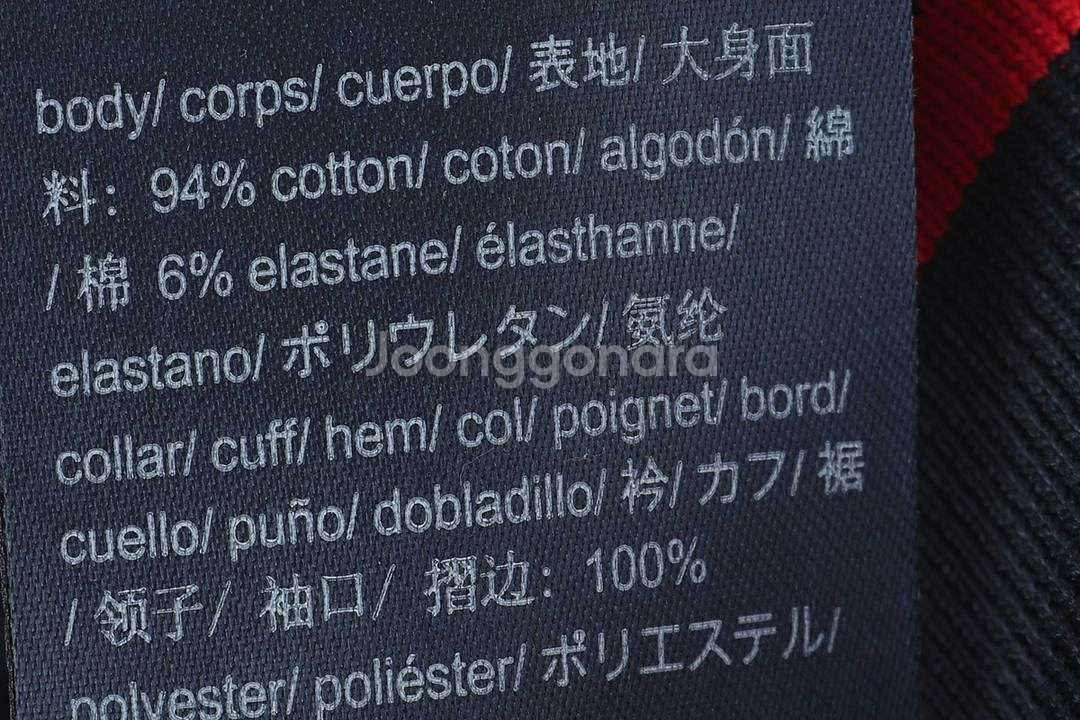 body/ corps/ cuerpo/ 表地/ 大身面
料: 94% cotton/ coton/ algodón/ 綿
/ 棉 6% elastane/ élasthanne/
elastano/ ポリウレタン/ 氨纶
Joonggonara
collar/ cuff/ hem/ col/ poignet/ bord/
cuello/ puño/ dobladillo/ 衿/ カフ/ 裾
/ 领子/ 袖口/ 摺边: 100%
polyester/ poliéster/ ポリエステル/